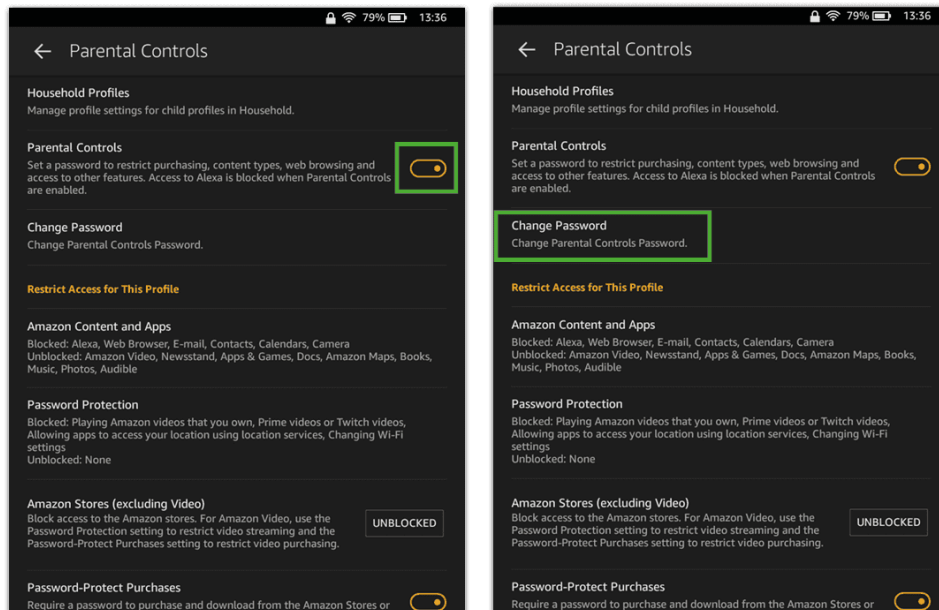 79% 13:36
Parental Controls
Household Profiles
Manage profile settings for child profiles in Household.
Parental Controls
Set a password to restrict purchasing, content types, web browsing and
access to other features. Access to Alexa is blocked when Parental Controls
are enabled.
Change Password
Change Parental Controls Password.
Restrict Access for This Profile
Amazon Content and Apps
Blocked: Alexa, Web Browser, E-mail, Contacts, Calendars, Camera
Unblocked: Amazon Video, Newsstand, Apps & Games, Docs, Amazon Maps, Books,
Music, Photos, Audible
Password Protection
Blocked: Playing Amazon videos that you own, Prime videos or Twitch videos,
Allowing apps to access your location using location services, Changing Wi-Fi
settings
Unblocked: None
Amazon Stores (excluding Video)
Block access to the Amazon stores. For Amazon Video, use the
Password Protection setting to restrict video streaming and the
Password-Protect Purchases setting to restrict video purchasing.
UNBLOCKED
Password-Protect Purchases
Require a password to purchase and download from the Amazon Stores or
79% 13:36
Parental Controls
Household Profiles
Manage profile settings for child profiles in Household.
Parental Controls
Set a password to restrict purchasing, content types, web browsing and
access to other features. Access to Alexa is blocked when Parental Controls
are enabled.
Change Password
Change Parental Controls Password.
Restrict Access for This Profile
Amazon Content and Apps
Blocked: Alexa, Web Browser, E-mail, Contacts, Calendars, Camera
Unblocked: Amazon Video, Newsstand, Apps & Games, Docs, Amazon Maps, Books,
Music, Photos, Audible
Password Protection
Blocked: Playing Amazon videos that you own, Prime videos or Twitch videos,
Allowing apps to access your location using location services, Changing Wi-Fi
settings
Unblocked: None
Amazon Stores (excluding Video)
Block access to the Amazon stores. For Amazon Video, use the
Password Protection setting to restrict video streaming and the
Password-Protect Purchases setting to restrict video purchasing.
UNBLOCKED
Password-Protect Purchases
Require a password to purchase and download from the Amazon Stores or